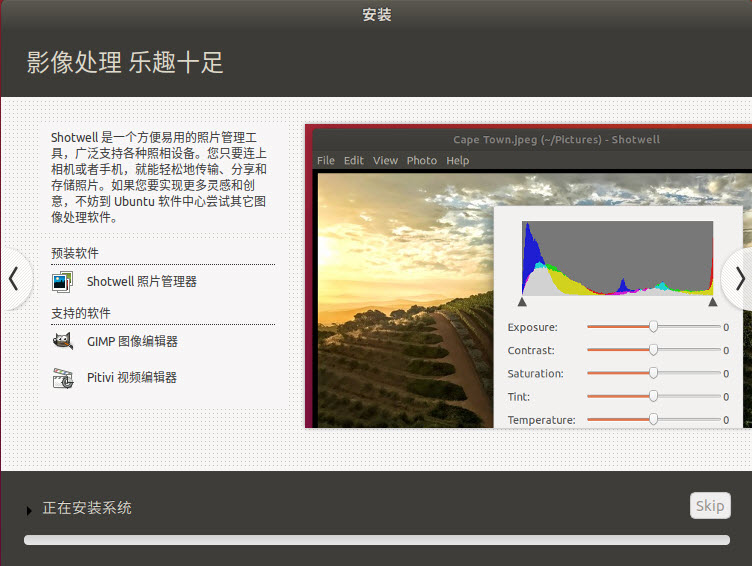 安装
影像处理 乐趣十足
Shotwell 是一个方便易用的照片管理工
具，广泛支持各种照相设备。您只要连上
相机或者手机，就能轻松地传输、分享和
存储照片。如果您要实现更多灵感和创
意，不妨到 Ubuntu 软件中心尝试其它图
像处理软件。
预装软件
Shotwell 照片管理器
支持的软件
GIMP 图像编辑器
Pitivi 视频编辑器
Cape Town.jpeg (~/Pictures) - Shotwell
File Edit View Photo Help
Exposure: 0
Contrast: 0
Saturation: 0
Tint: 0
Temperature: 0
正在安装系统
Skip